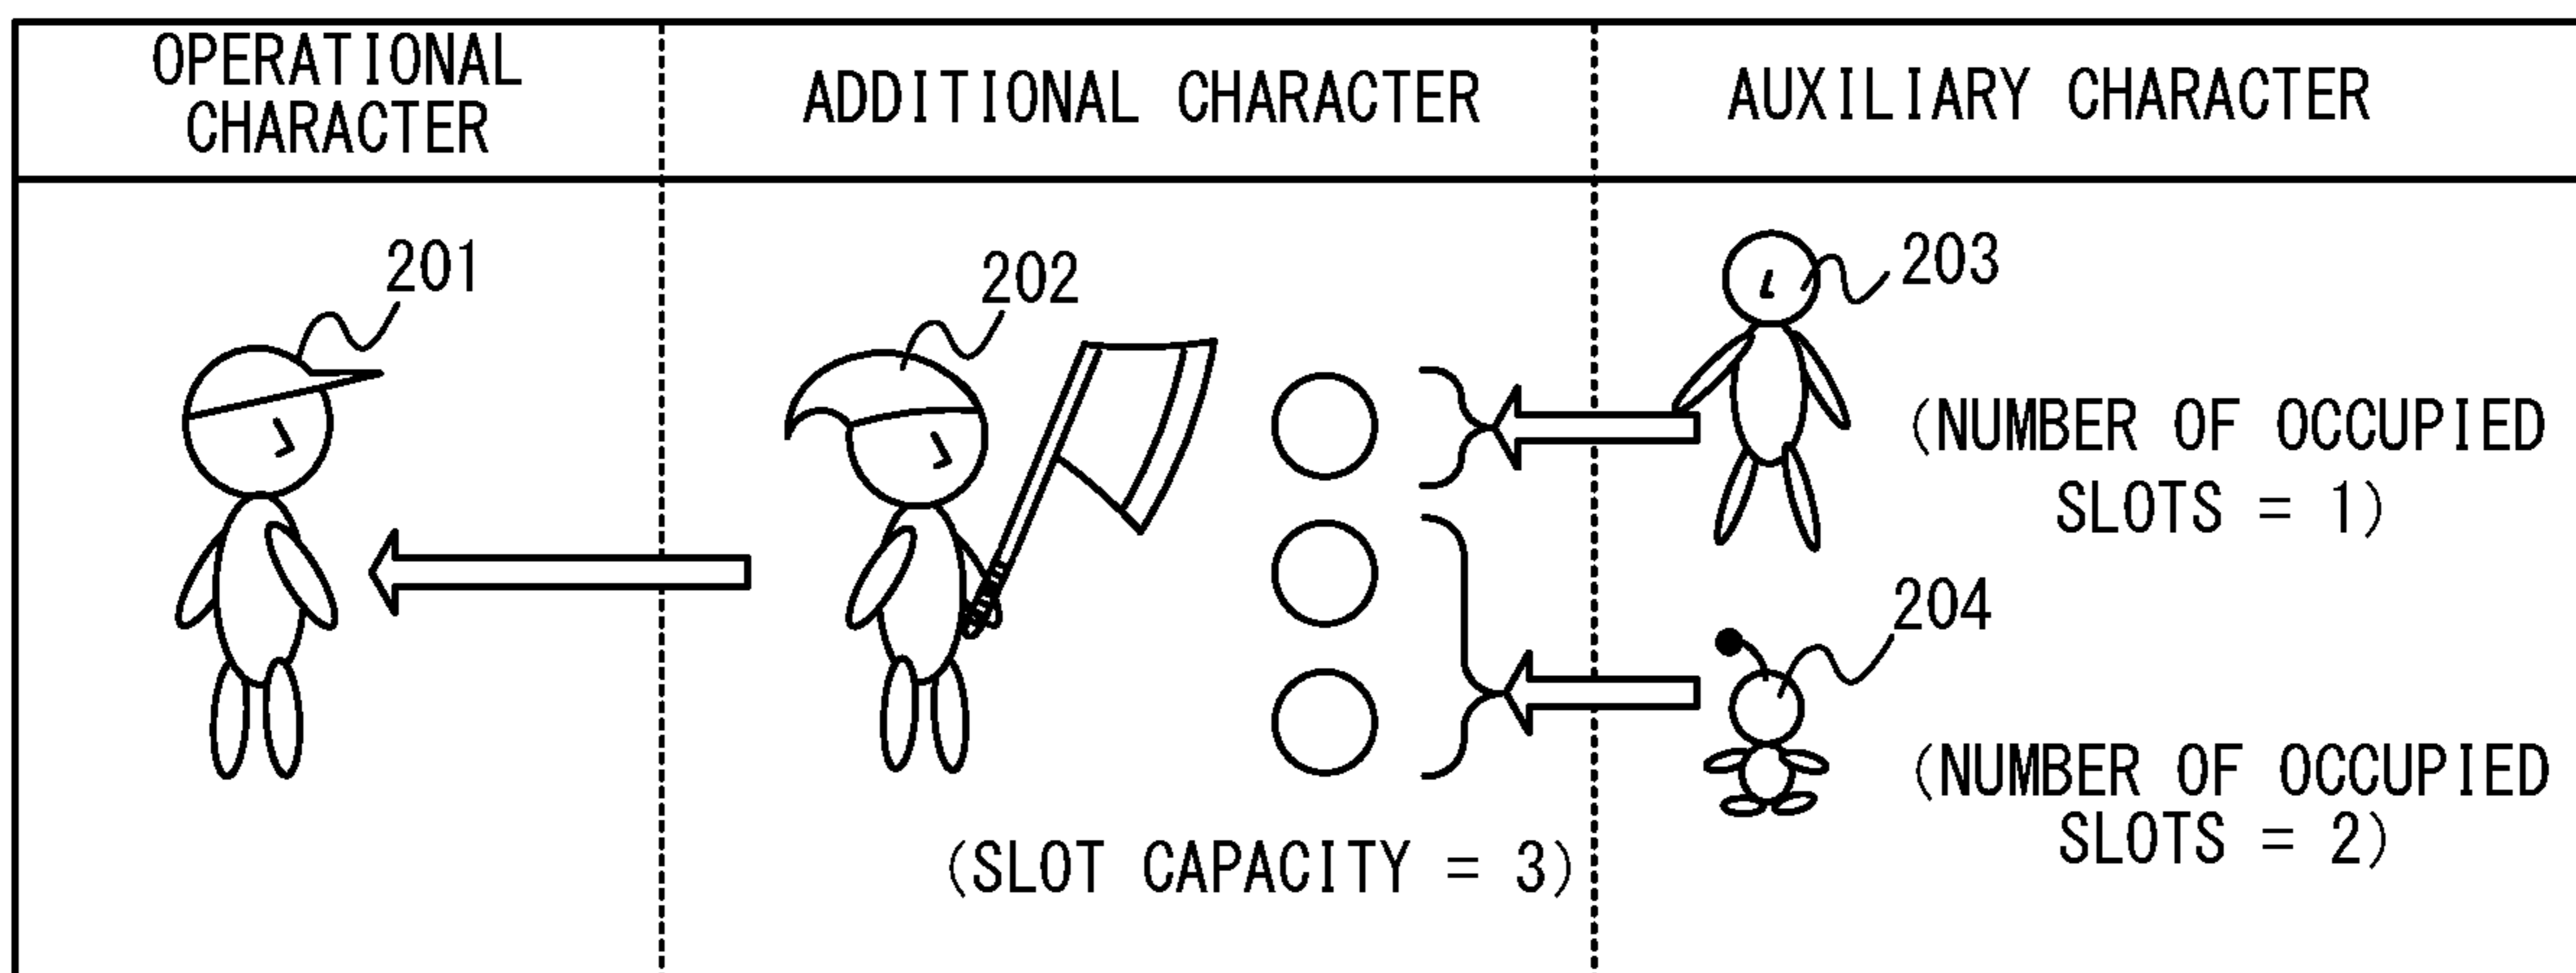 OPERATIONAL
CHARACTER
ADDITIONAL CHARACTER
AUXILIARY CHARACTER
201
202
203
(NUMBER OF OCCUPIED
SLOTS = 1)
204
(NUMBER OF OCCUPIED
SLOTS = 2)
(SLOT CAPACITY = 3)